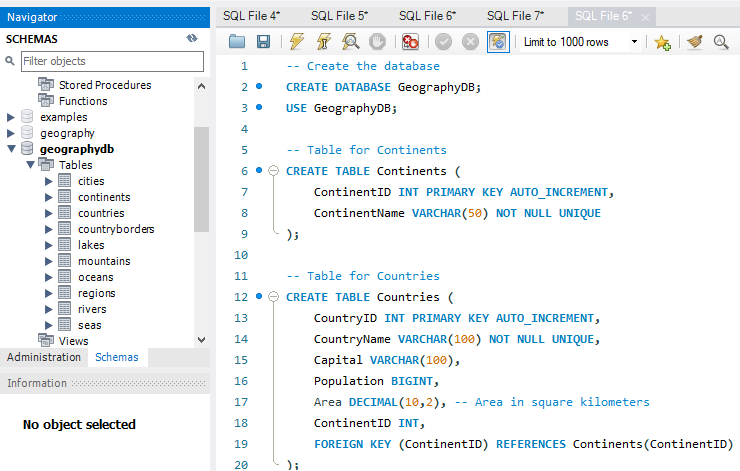 Navigator
SCHEMAS
Filter objects
Stored Procedures
Functions
examples
geography
geographydb
Tables
cities
continents
countries
countryborders
lakes
mountains
oceans
regions
rivers
seas
Views
Administration Schemas
Information
No object selected
SQL File 4* SQL File 5* SQL File 6* SQL File 7* SQL File 6*
Limit to 1000 rows
1 -- Create the database
2 CREATE DATABASE GeographyDB;
3 USE GeographyDB;
4
5 -- Table for Continents
6 CREATE TABLE Continents (
7 ContinentID INT PRIMARY KEY AUTO_INCREMENT,
8 ContinentName VARCHAR(50) NOT NULL UNIQUE
9 );
10
11 -- Table for Countries
12 CREATE TABLE Countries (
13 CountryID INT PRIMARY KEY AUTO_INCREMENT,
14 CountryName VARCHAR(100) NOT NULL UNIQUE,
15 Capital VARCHAR(100),
16 Population BIGINT,
17 Area DECIMAL(10,2), -- Area in square kilometers
18 ContinentID INT,
19 FOREIGN KEY (ContinentID) REFERENCES Continents(ContinentID)
20 );